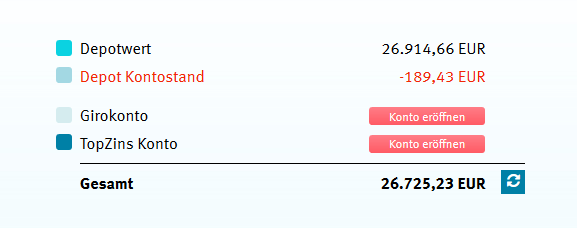 Depotwert 26.914,66 EUR
Depot Kontostand -189,43 EUR
Girokonto Konto eröffnen
TopZins Konto Konto eröffnen
Gesamt 26.725,23 EUR